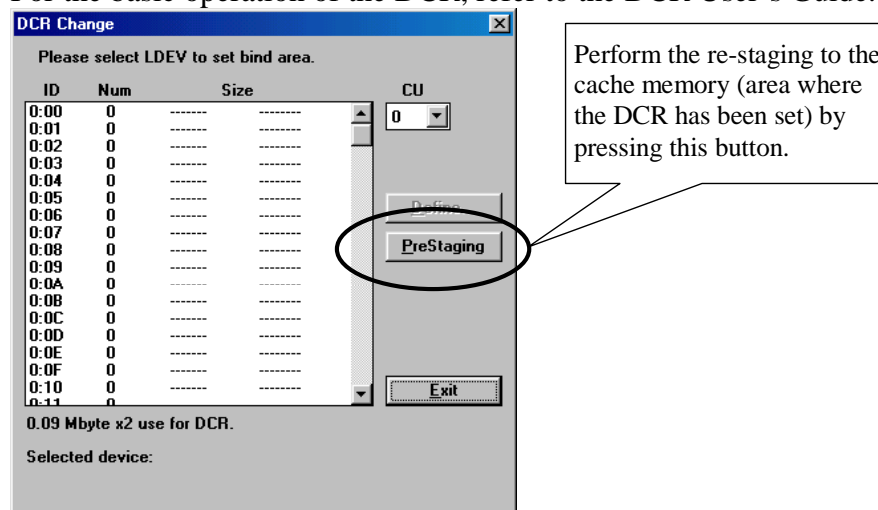 For the basic operation of the DCR, refer to the DCR User's Guide.
DCR Change
Please select LDEV to set bind area.
ID Num Size CU
0:00 0 ------- -------- 0
0:01 0 ------- --------
0:02 0 ------- --------
0:03 0 ------- --------
0:04 0 ------- --------
0:05 0 ------- --------
0:06 0 ------- --------
0:07 0 ------- --------
0:08 0 ------- --------
0:09 0 ------- --------
0:0A 0 ------- --------
0:0B 0 ------- --------
0:0C 0 ------- --------
0:0D 0 ------- --------
0:0E 0 ------- --------
0:0F 0 ------- --------
0:10 0 ------- --------
0:11 0
Define
PreStaging
Exit
0.09 Mbyte x2 use for DCR.
Selected device:
Perform the re-staging to the
cache memory (area where
the DCR has been set) by
pressing this button.